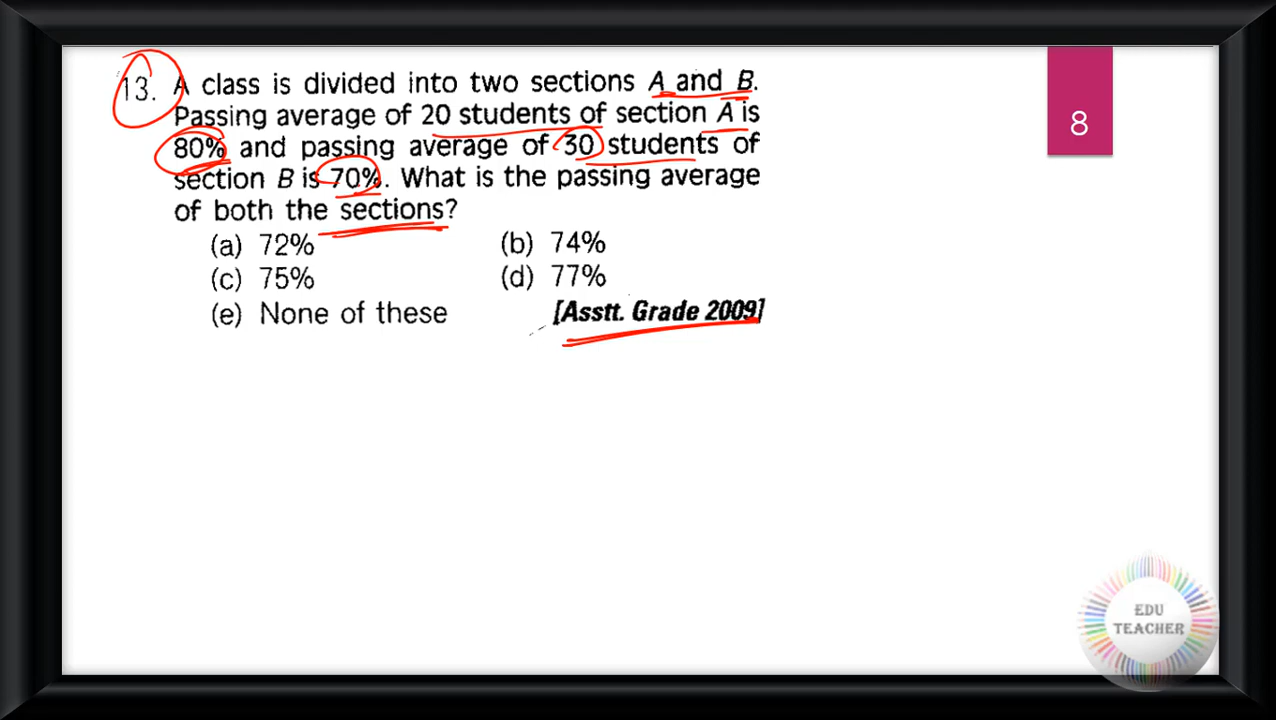 13. A class is divided into two sections A and B.
Passing average of 20 students of section A is
80% and passing average of 30 students of
section B is 70%. What is the passing average
of both the sections?
(a) 72% (b) 74%
(c) 75% (d) 77%
(e) None of these [Asstt. Grade 2009]
8
EDU
TEACHER